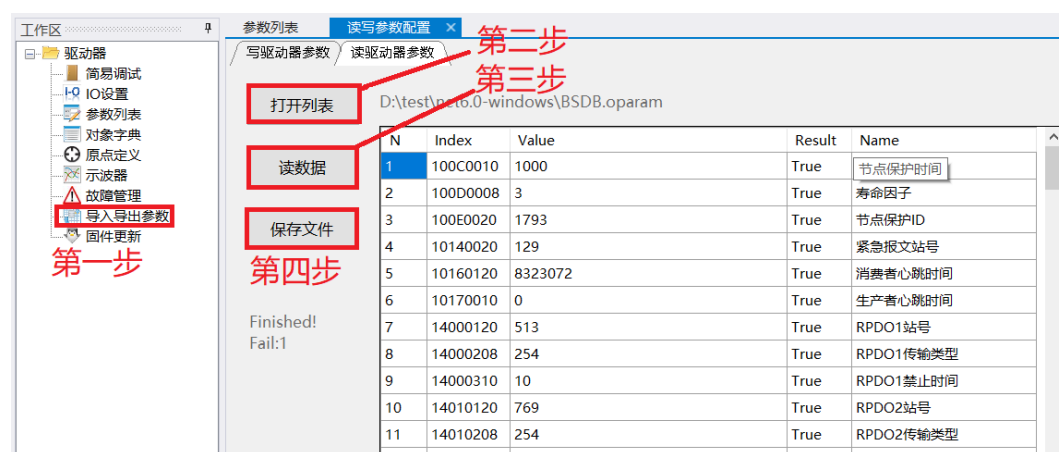 工作区
驱动器
简易调试
I-O IO设置
参数列表
对象字典
原点定义
示波器
故障管理
导入导出参数
固件更新
第一步
参数列表 读写参数配置 ×
写驱动器参数 读驱动器参数
第二步
第三步
打开列表
D:\test\net6.0-windows\BSDB.oparam
读数据
保存文件
第四步
Finished!
Fail:1
N Index Value Result Name
1 100C0010 1000 True 节点保护时间
2 100D0008 3 True 寿命因子
3 100E0020 1793 True 节点保护ID
4 10140020 129 True 紧急报文站号
5 10160120 8323072 True 消费者心跳时间
6 10170010 0 True 生产者心跳时间
7 14000120 513 True RPDO1站号
8 14000208 254 True RPDO1传输类型
9 14000310 10 True RPDO1禁止时间
10 14010120 769 True RPDO2站号
11 14010208 254 True RPDO2传输类型